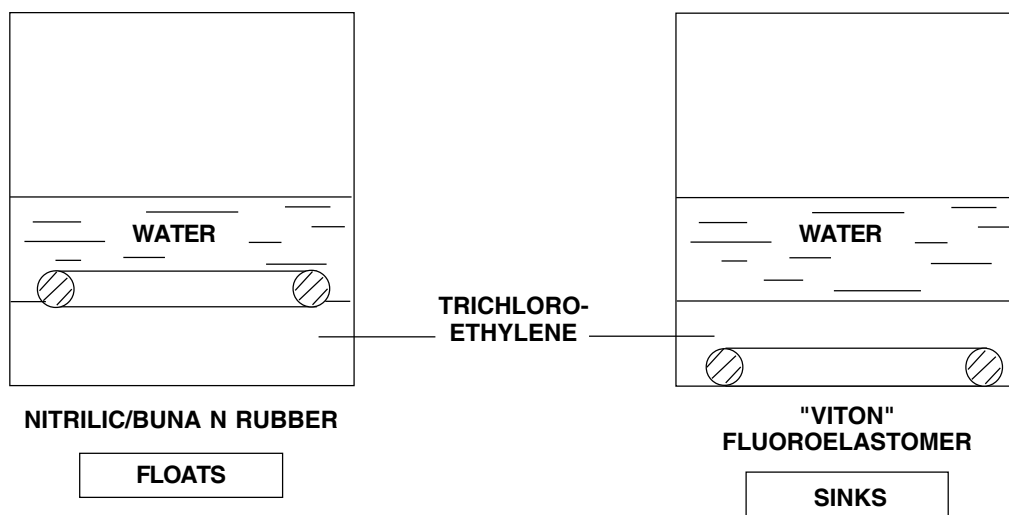 WATER
WATER
TRICHLORO-
ETHYLENE
NITRILIC/BUNA N RUBBER
FLOATS
"VITON"
FLUOROELASTOMER
SINKS